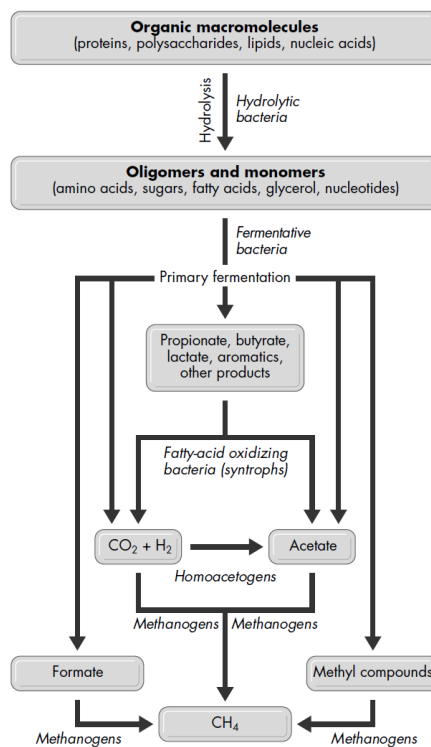 Organic macromolecules
(proteins, polysaccharides, lipids, nucleic acids)
Hydrolysis
Hydrolytic
bacteria
Oligomers and monomers
(amino acids, sugars, fatty acids, glycerol, nucleotides)
Fermentative
bacteria
Primary fermentation
Propionate, butyrate,
lactate, aromatics,
other products
Fatty-acid oxidizing
bacteria (syntrophs)
CO₂ + H₂
Acetate
Homoacetogens
Methanogens
Methanogens
Formate
Methyl compounds
CH₄
Methanogens
Methanogens